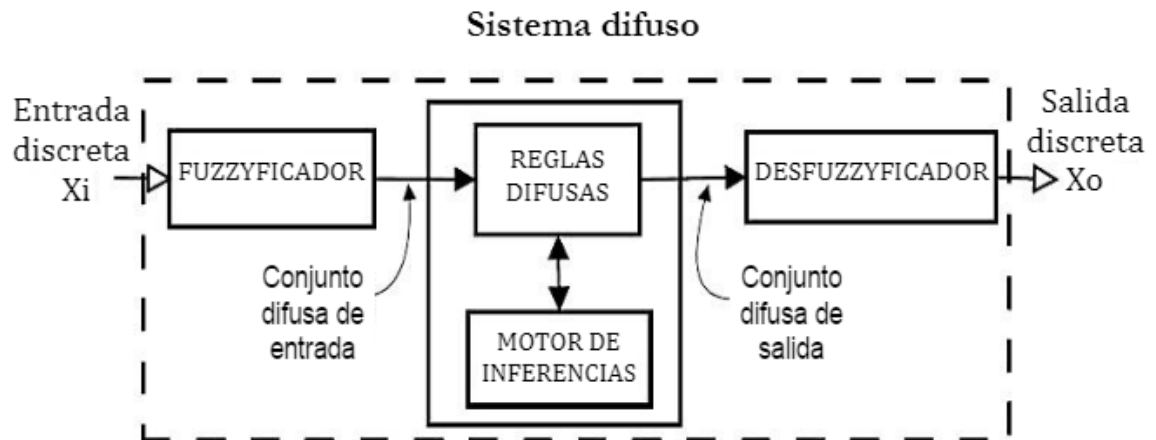 Sistema difuso
Entrada
discreta
Xi
FUZZYFICADOR
Conjunto
difusa de
entrada
REGLAS
DIFUSAS
MOTOR DE
INFERENCIAS
Conjunto
difusa de
salida
DESFUZZYFICADOR
Salida
discreta
Xo